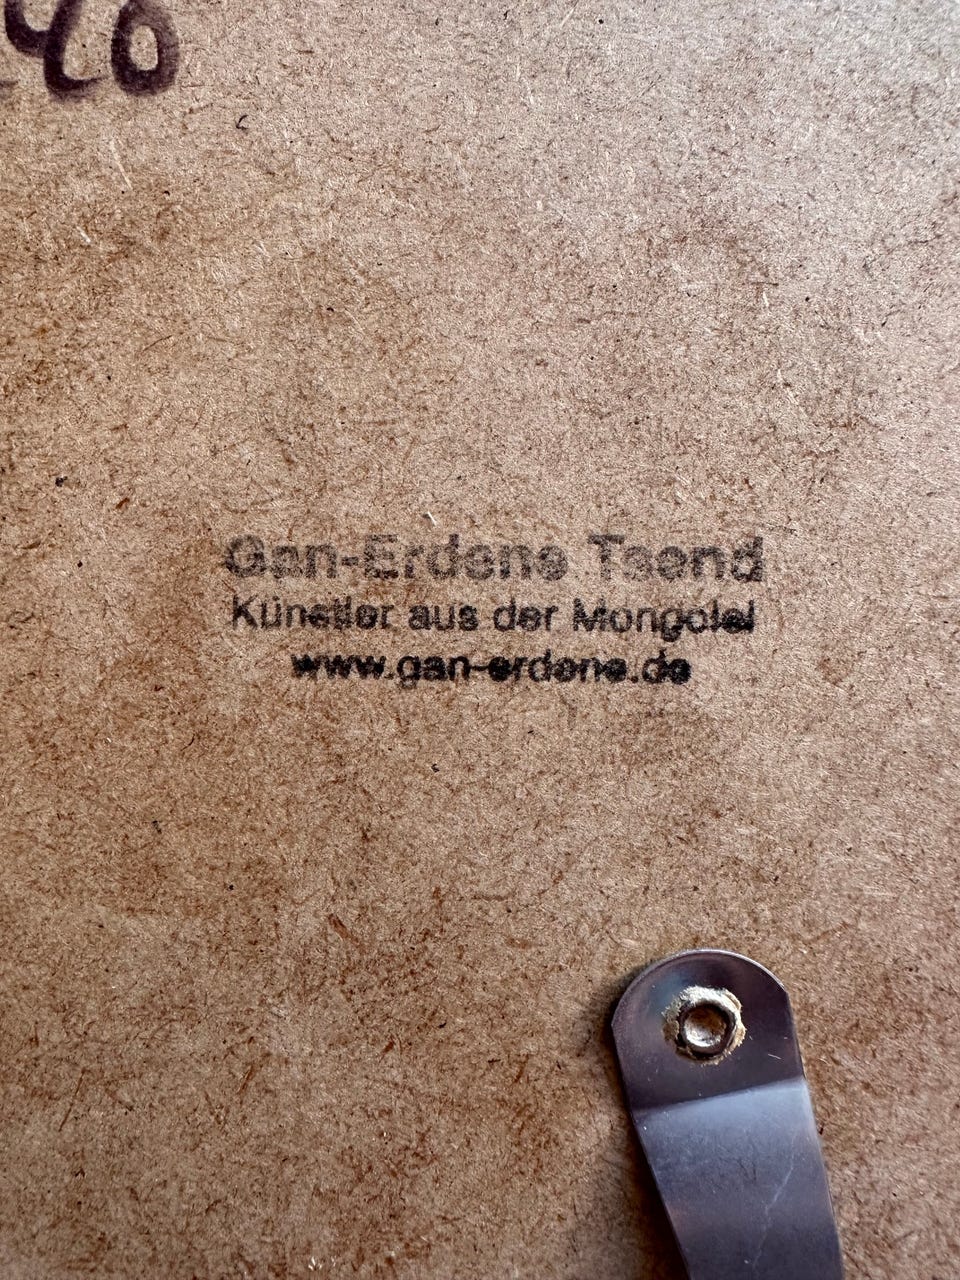 40
Gan-Erdene Tsend
Künstler aus der Mongolei
www.gan-erdene.de